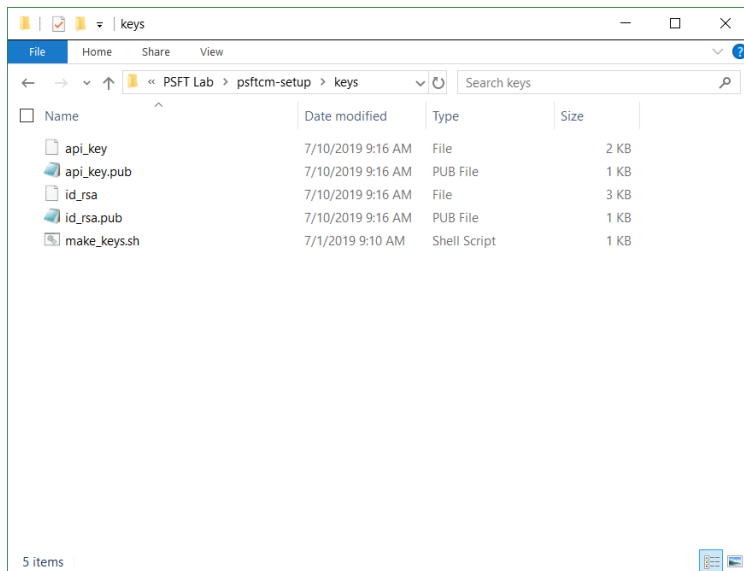 keys
File Home Share View
« PSFT Lab > psftcm-setup > keys Search keys
Name Date modified Type Size
api_key 7/10/2019 9:16 AM File 2 KB
api_key.pub 7/10/2019 9:16 AM PUB File 1 KB
id_rsa 7/10/2019 9:16 AM File 3 KB
id_rsa.pub 7/10/2019 9:16 AM PUB File 1 KB
make_keys.sh 7/1/2019 9:10 AM Shell Script 1 KB
5 items